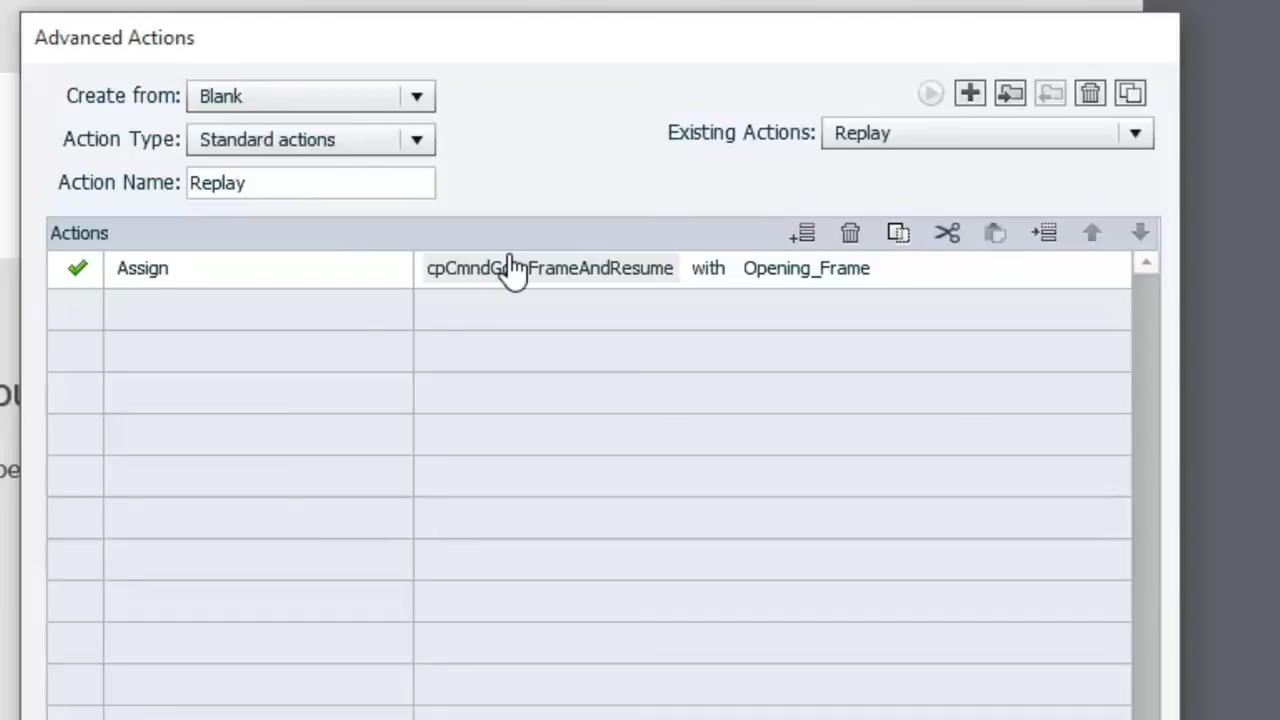 Advanced Actions
Create from: Blank
Action Type: Standard actions
Existing Actions: Replay
Action Name: Replay
Actions
Assign with Opening_Frame